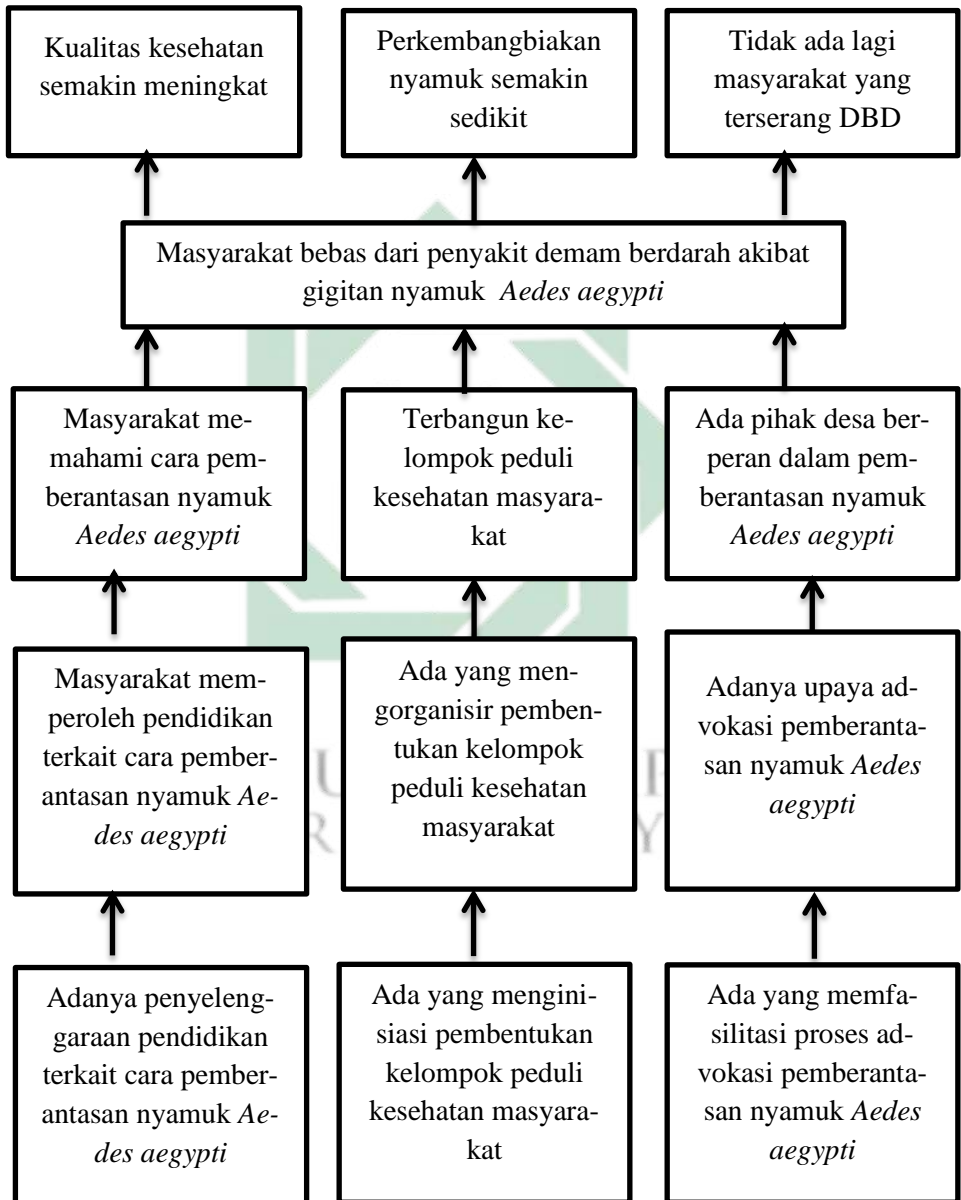 Kualitas kesehatan
semakin meningkat
Perkembangbiakan
nyamuk semakin
sedikit
Tidak ada lagi
masyarakat yang
terserang DBD
Masyarakat bebas dari penyakit demam berdarah akibat
gigitan nyamuk Aedes aegypti
Masyarakat me-
mahami cara pem-
berantasan nyamuk
Aedes aegypti
Terbangun ke-
lompok peduli
kesehatan masyara-
kat
Ada pihak desa ber-
peran dalam pem-
berantasan nyamuk
Aedes aegypti
Masyarakat mem-
peroleh pendidikan
terkait cara pember-
antasan nyamuk Ae-
des aegypti
Ada yang men-
gorganisir pemben-
tukan kelompok
peduli kesehatan
masyarakat
Adanya upaya ad-
vokasi pemberanta-
san nyamuk Aedes
aegypti
Adanya penyeleng-
garaan pendidikan
terkait cara pember-
antasan nyamuk Ae-
des aegypti
Ada yang mengini-
siasi pembentukan
kelompok peduli
kesehatan masyara-
kat
Ada yang memfa-
silitasi proses ad-
vokasi pemberanta-
san nyamuk Aedes
aegypti